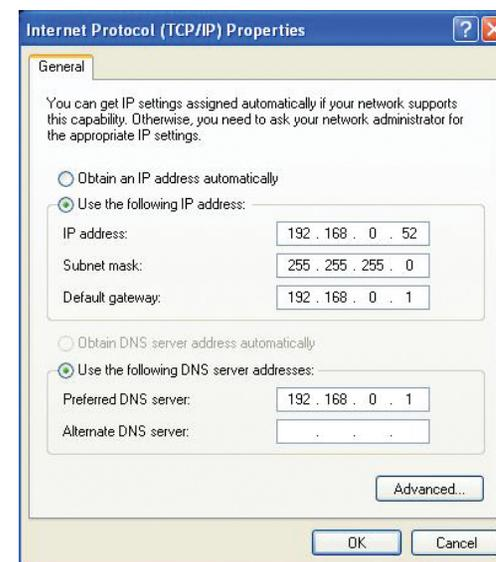 Internet Protocol (TCP/IP) Properties
General
You can get IP settings assigned automatically if your network supports
this capability. Otherwise, you need to ask your network administrator for
the appropriate IP settings.
Obtain an IP address automatically
Use the following IP address:
IP address: 192 . 168 . 0 . 52
Subnet mask: 255 . 255 . 255 . 0
Default gateway: 192 . 168 . 0 . 1
Obtain DNS server address automatically
Use the following DNS server addresses:
Preferred DNS server: 192 . 168 . 0 . 1
Alternate DNS server: . . .
Advanced...
OK Cancel